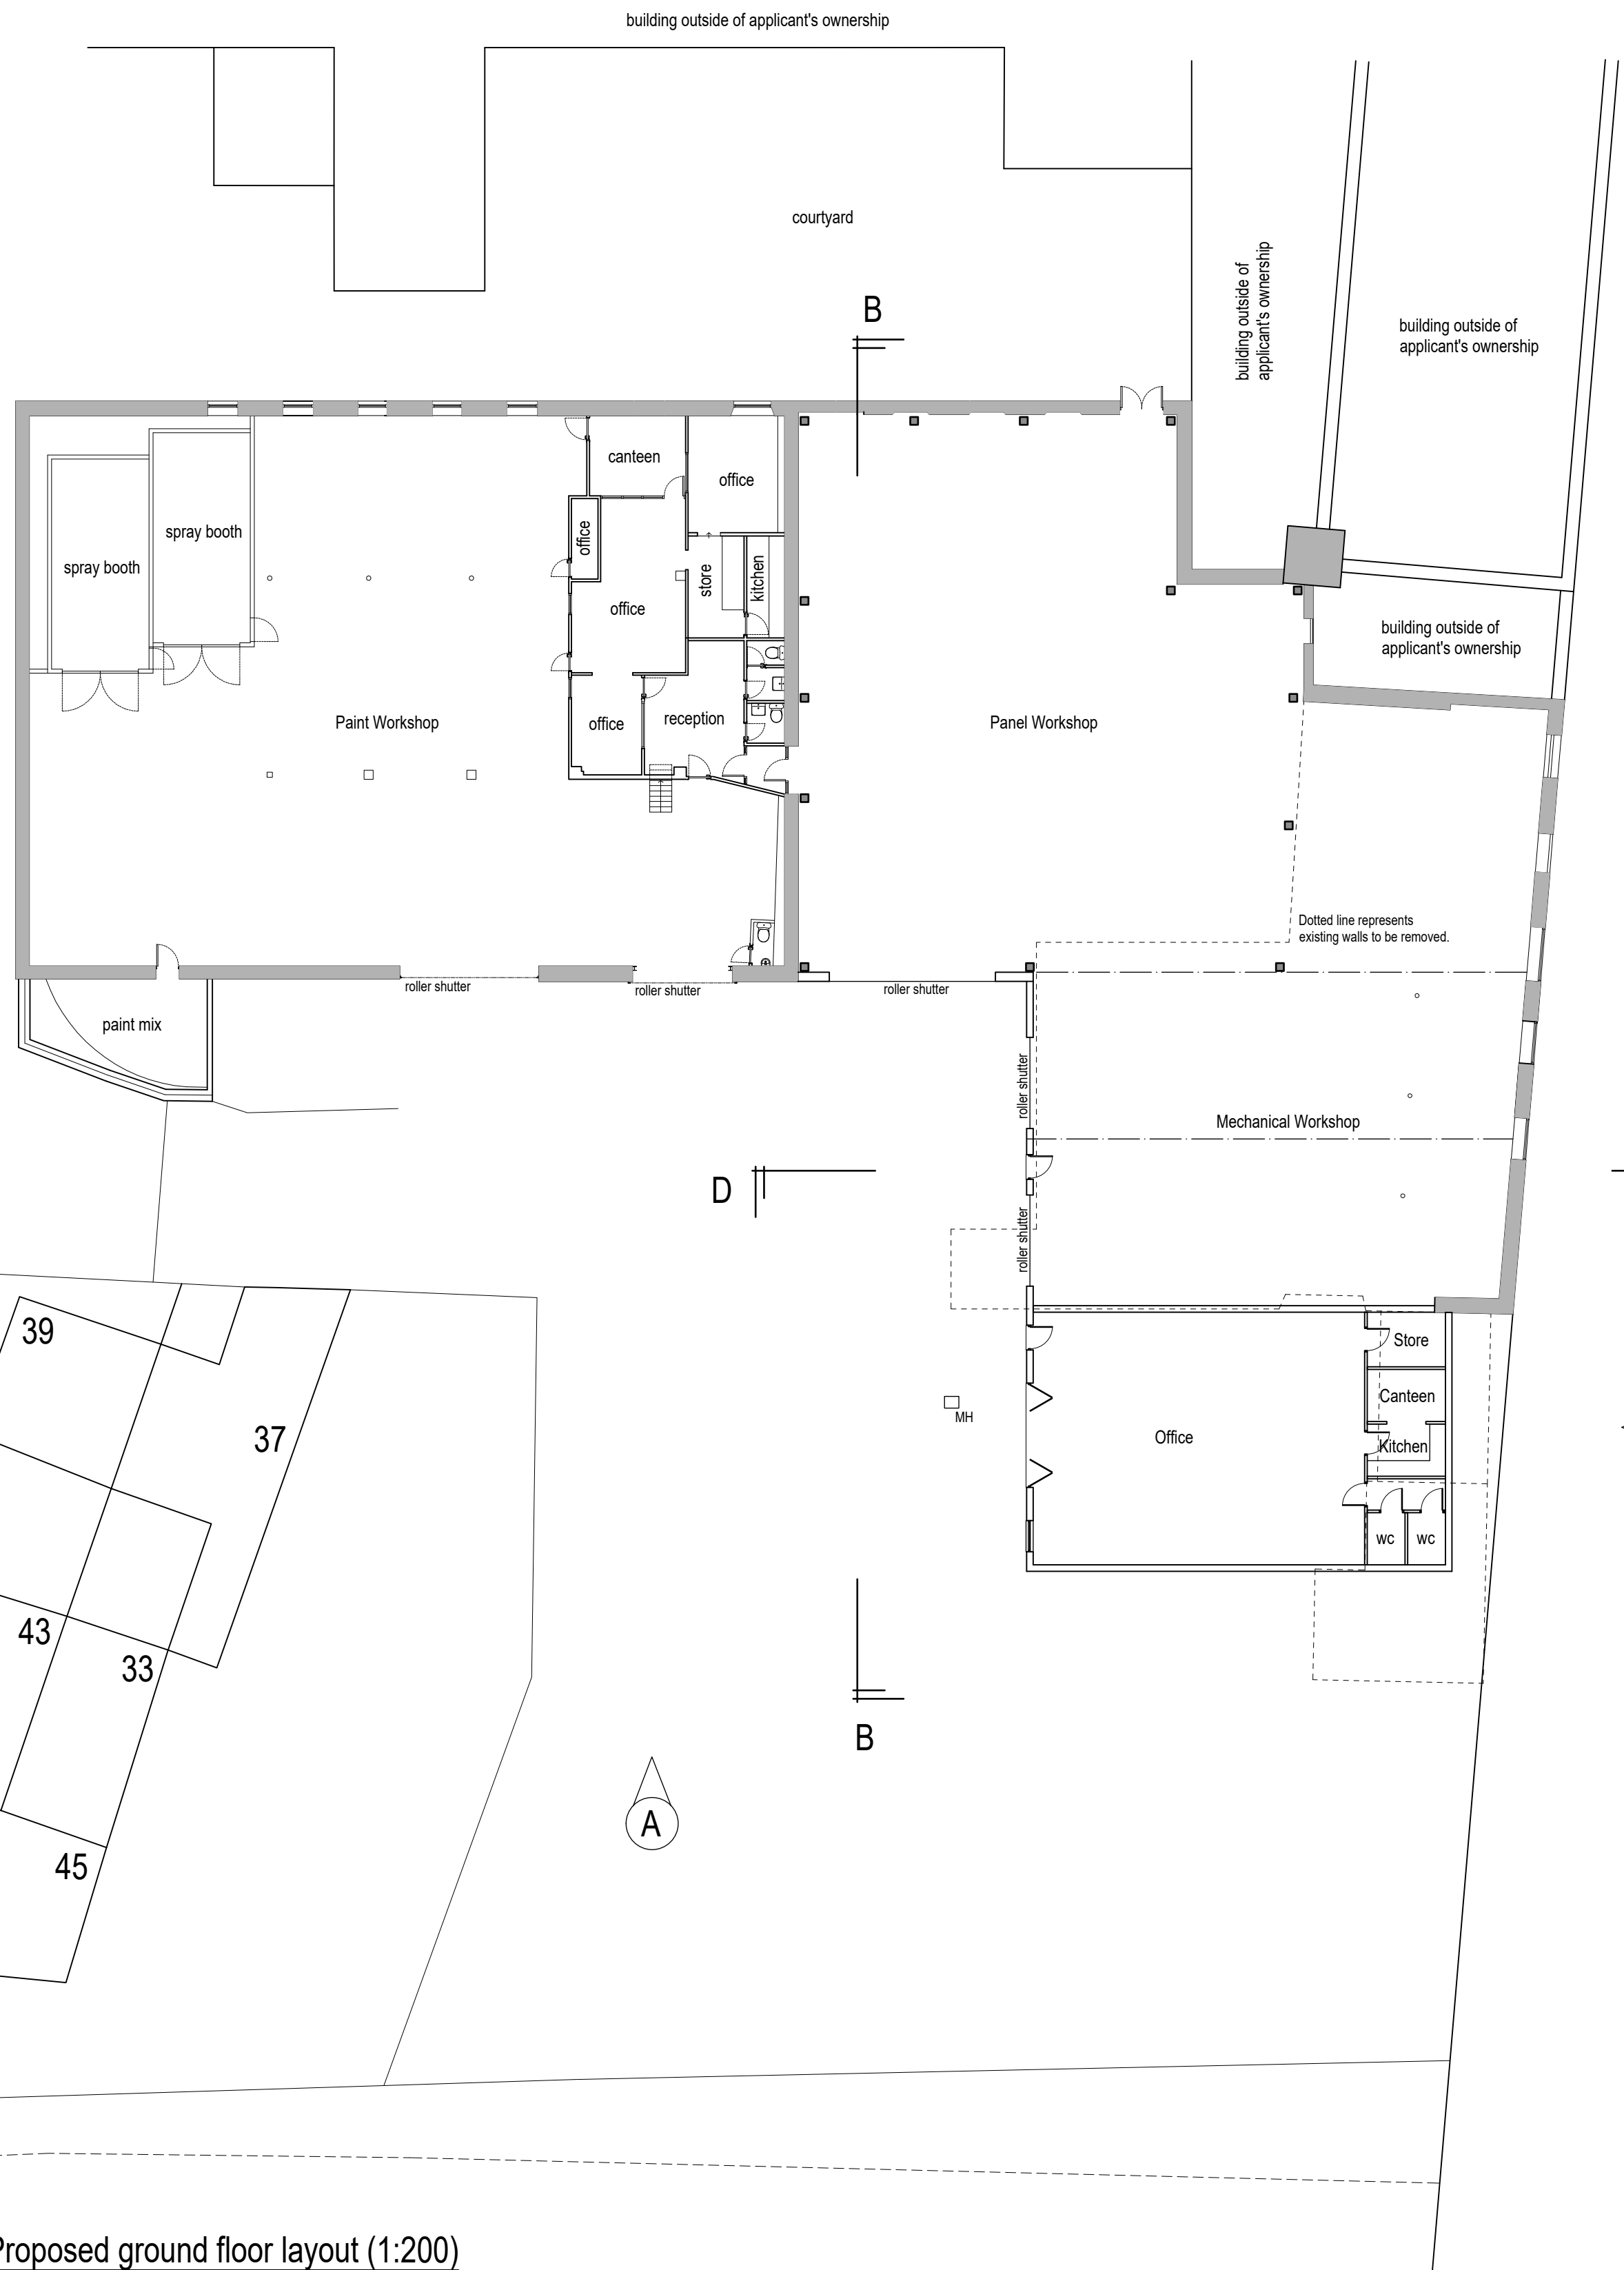 building outside of applicant's ownership
courtyard
B
building outside of
applicant's ownership
building outside of
applicant's ownership
canteen
office
spray booth
spray booth
office
store
kitchen
office
building outside of
applicant's ownership
Paint Workshop
office
reception
Panel Workshop
Dotted line represents
existing walls to be removed.
roller shutter
roller shutter
roller shutter
paint mix
roller shutter
Mechanical Workshop
D
roller shutter
39
Store
37
Canteen
MH
Office
Kitchen
wc
wc
43
33
B
A
45
Proposed ground floor layout (1:200)